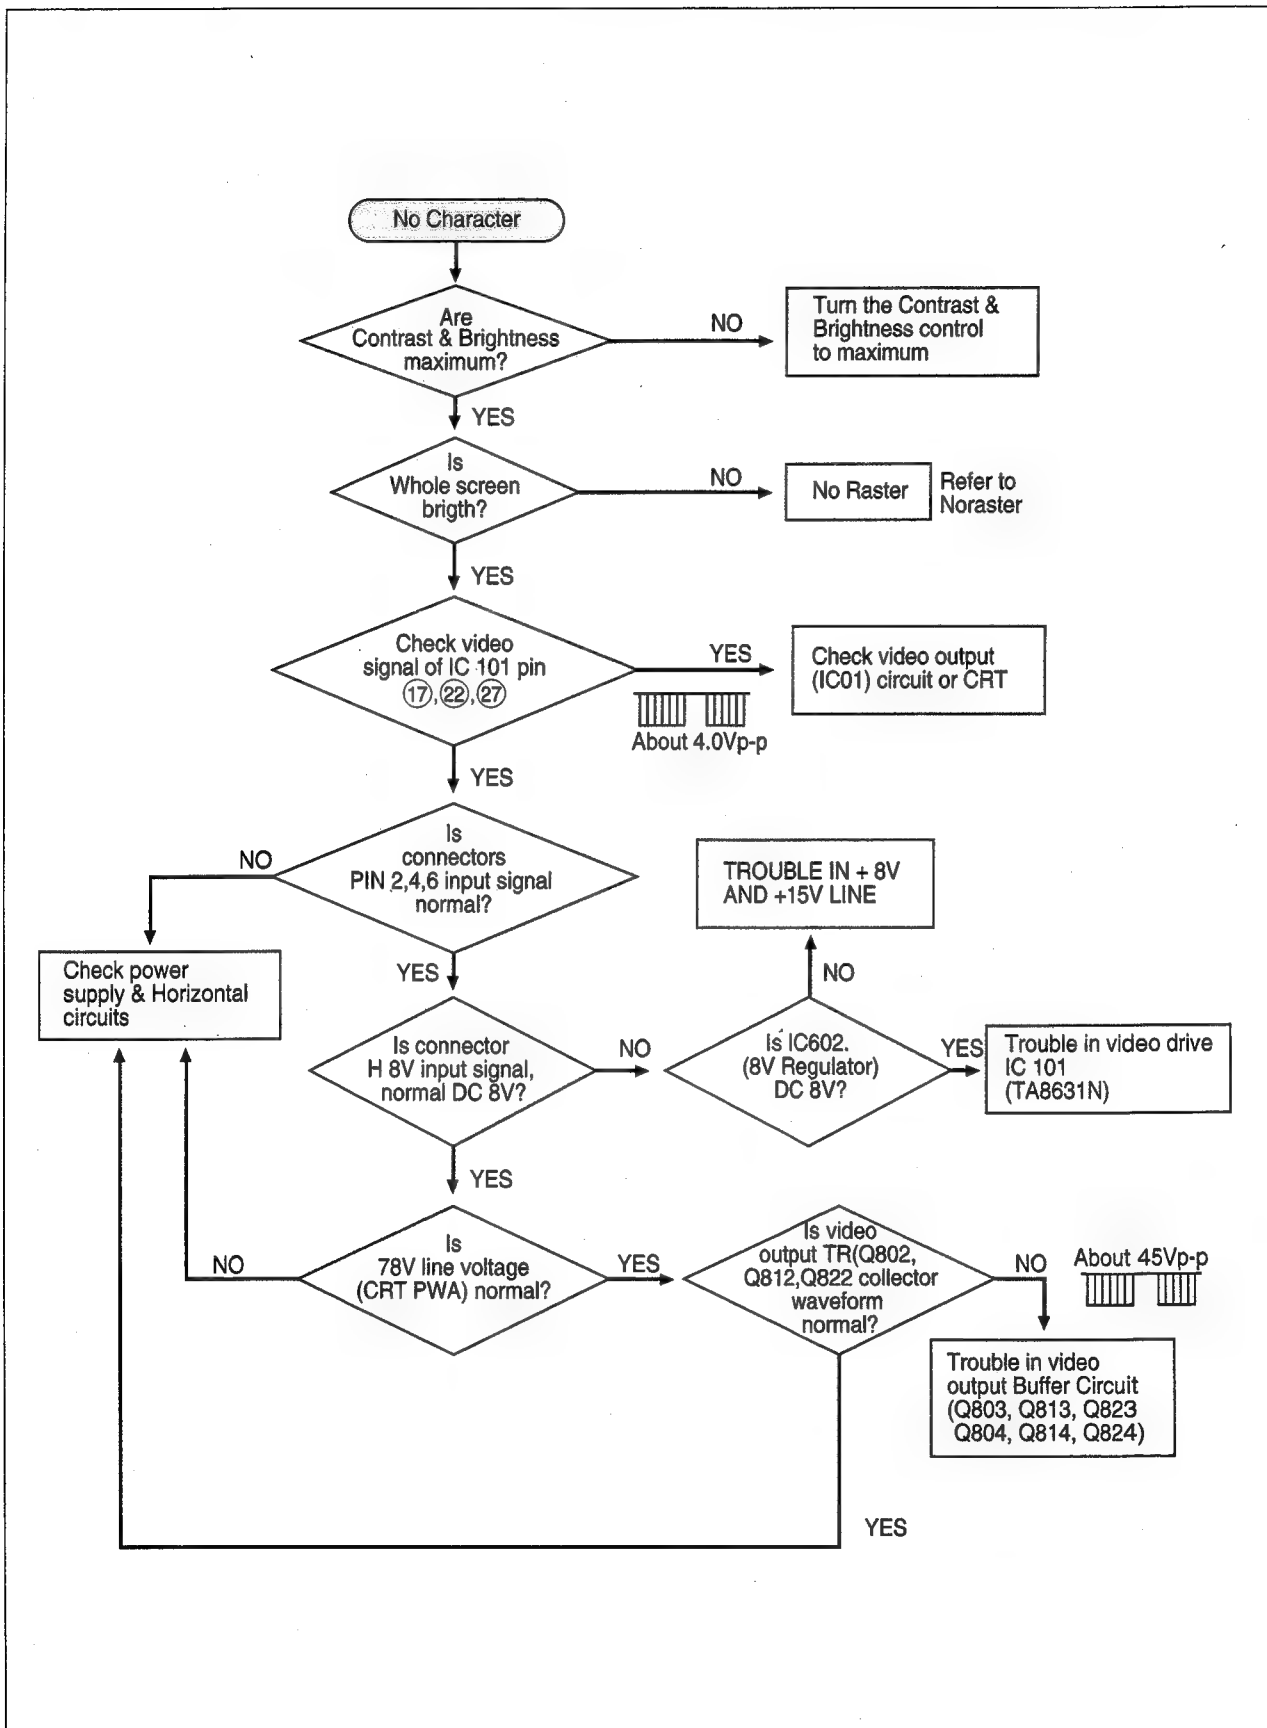 No Character
Are
Contrast & Brightness
maximum?
NO
Turn the Contrast &
Brightness control
to maximum
YES
Is
Whole screen
brigth?
NO
No Raster
Refer to
Noraster
YES
Check video
signal of IC 101 pin
17, 22, 27
YES
About 4.0Vp-p
Check video output
(IC01) circuit or CRT
YES
Is
connectors
PIN 2,4,6 input signal
normal?
NO
Check power
supply & Horizontal
circuits
YES
Is connector
H 8V input signal,
normal DC 8V?
NO
Is IC602.
(8V Regulator)
DC 8V?
NO
TROUBLE IN + 8V
AND +15V LINE
YES
Trouble in video drive
IC 101
(TA8631N)
YES
Is
78V line voltage
(CRT PWA) normal?
NO
YES
Is video
output TR(Q802,
Q812,Q822 collector
waveform
normal?
NO
About 45Vp-p
Trouble in video
output Buffer Circuit
(Q803, Q813, Q823
Q804, Q814, Q824)
YES